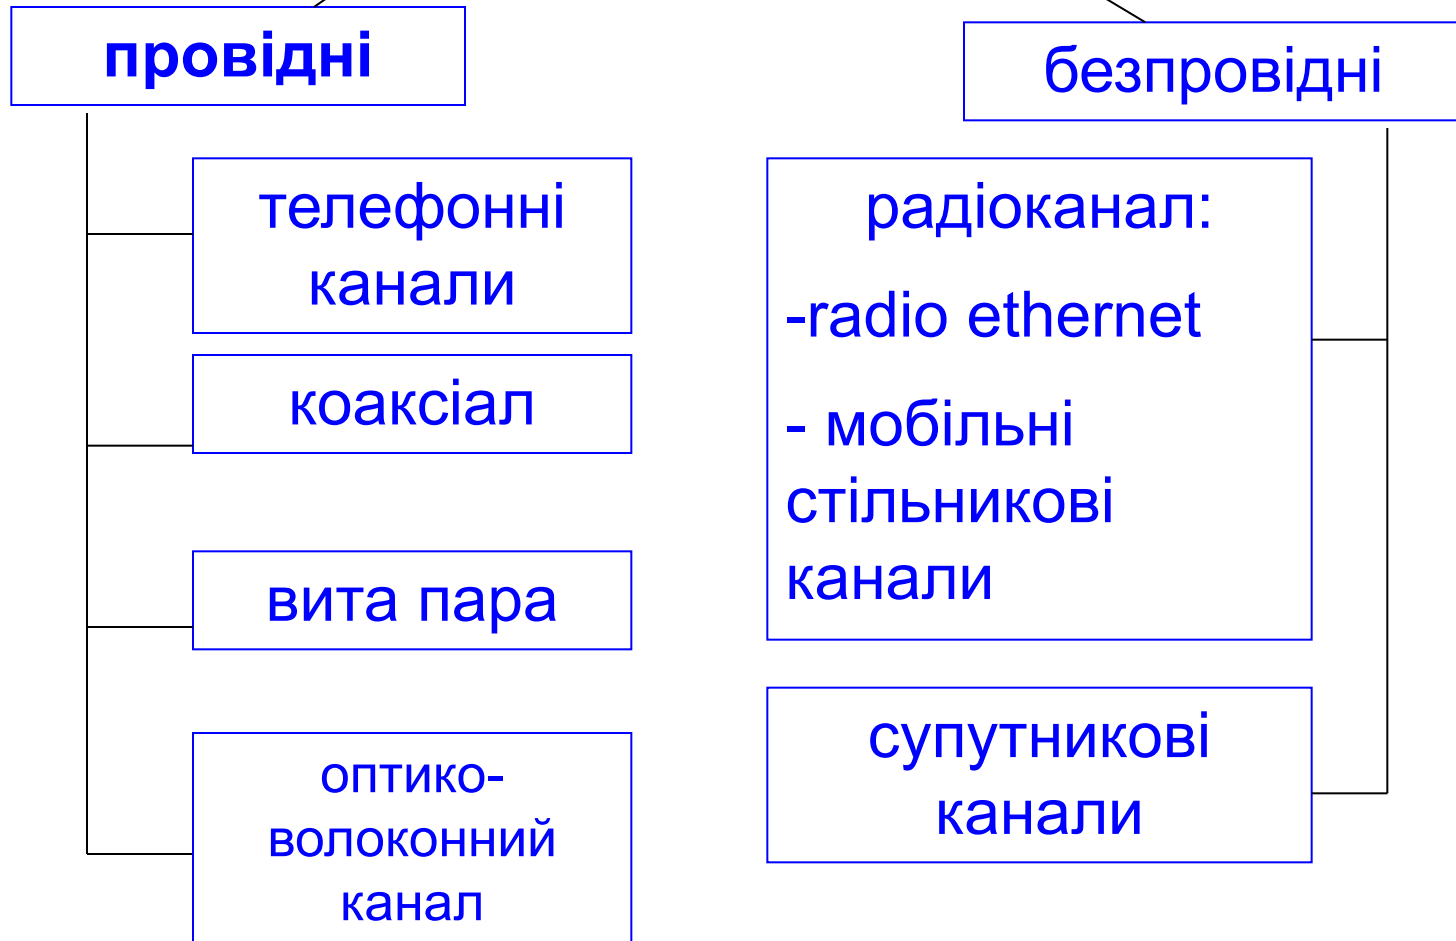 провідні
безпровідні
телефонні
канали
коаксіал
вита пара
оптико-
волоконний
канал
радіоканал:
-radio ethernet
- мобільні
стільникові
канали
супутникові
канали